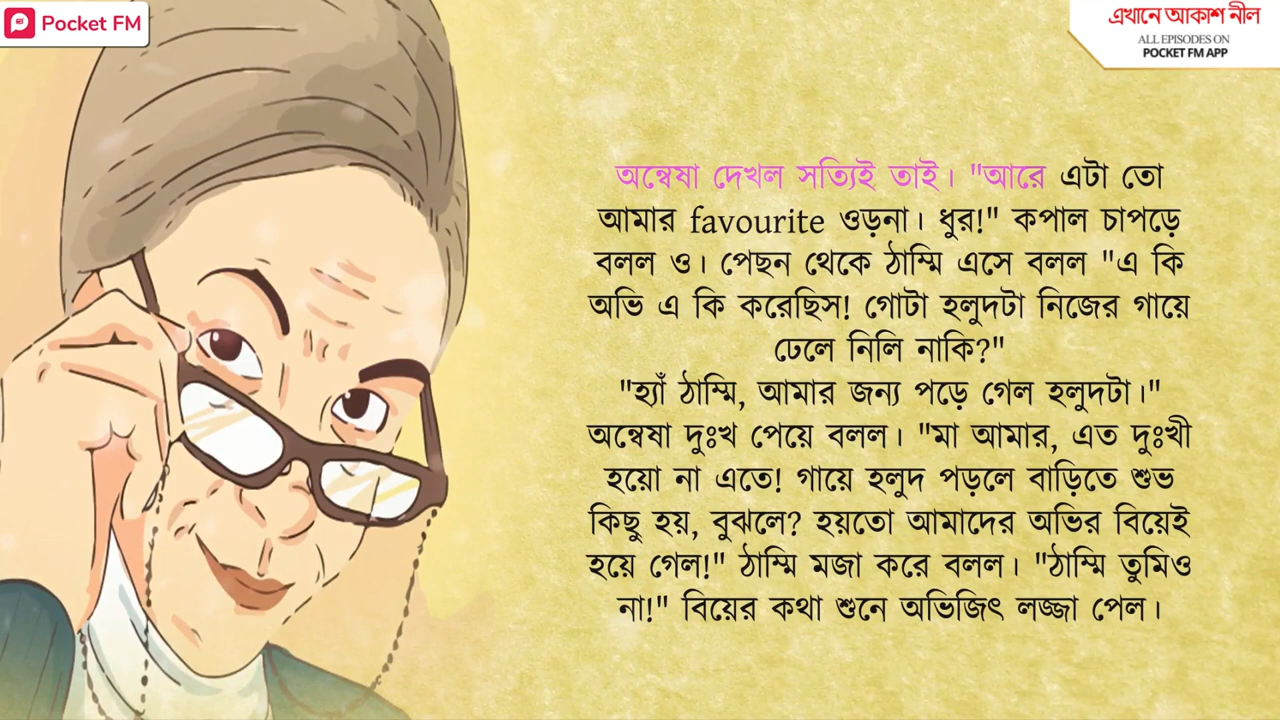 Pocket FM
এখানে আকাশ নীল
ALL EPISODES ON
POCKET FM APP
অন্বেষা দেখল সত্যিই তাই। "আরে এটা তো
আমার favourite ওড়না। ধুর!" কপাল চাপড়ে
বলল ও। পেছন থেকে ঠাম্মি এসে বলল "এ কি
অভি এ কি করেছিস! গোটা হলুদটা নিজের গায়ে
ঢেলে নিলি নাকি?"
"হ্যাঁ ঠাম্মি, আমার জন্য পড়ে গেল হলুদটা।"
অন্বেষা দুঃখ পেয়ে বলল। "মা আমার, এত দুঃখী
হয়ো না এতে! গায়ে হলুদ পড়লে বাড়িতে শুভ
কিছু হয়, বুঝলে? হয়তো আমাদের অভির বিয়েই
হয়ে গেল!" ঠাম্মি মজা করে বলল। "ঠাম্মি তুমিও
না!" বিয়ের কথা শুনে অভিজিৎ লজ্জা পেল।